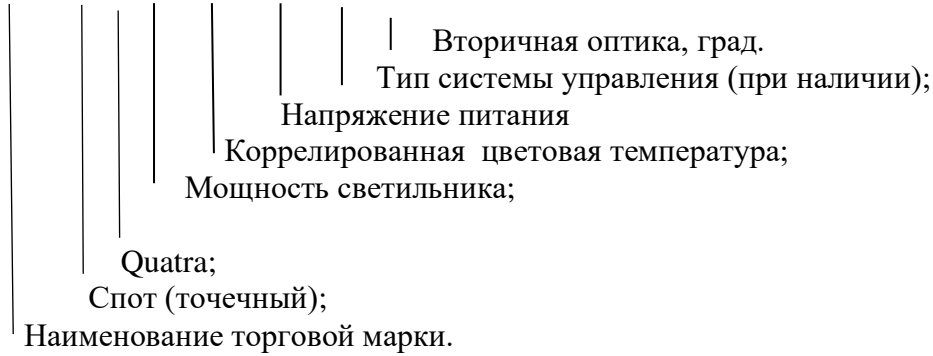 Вторичная оптика, град.
Тип системы управления (при наличии);
Напряжение питания
Коррелированная цветовая температура;
Мощность светильника;
Quatra;
Спот (точечный);
Наименование торговой марки.